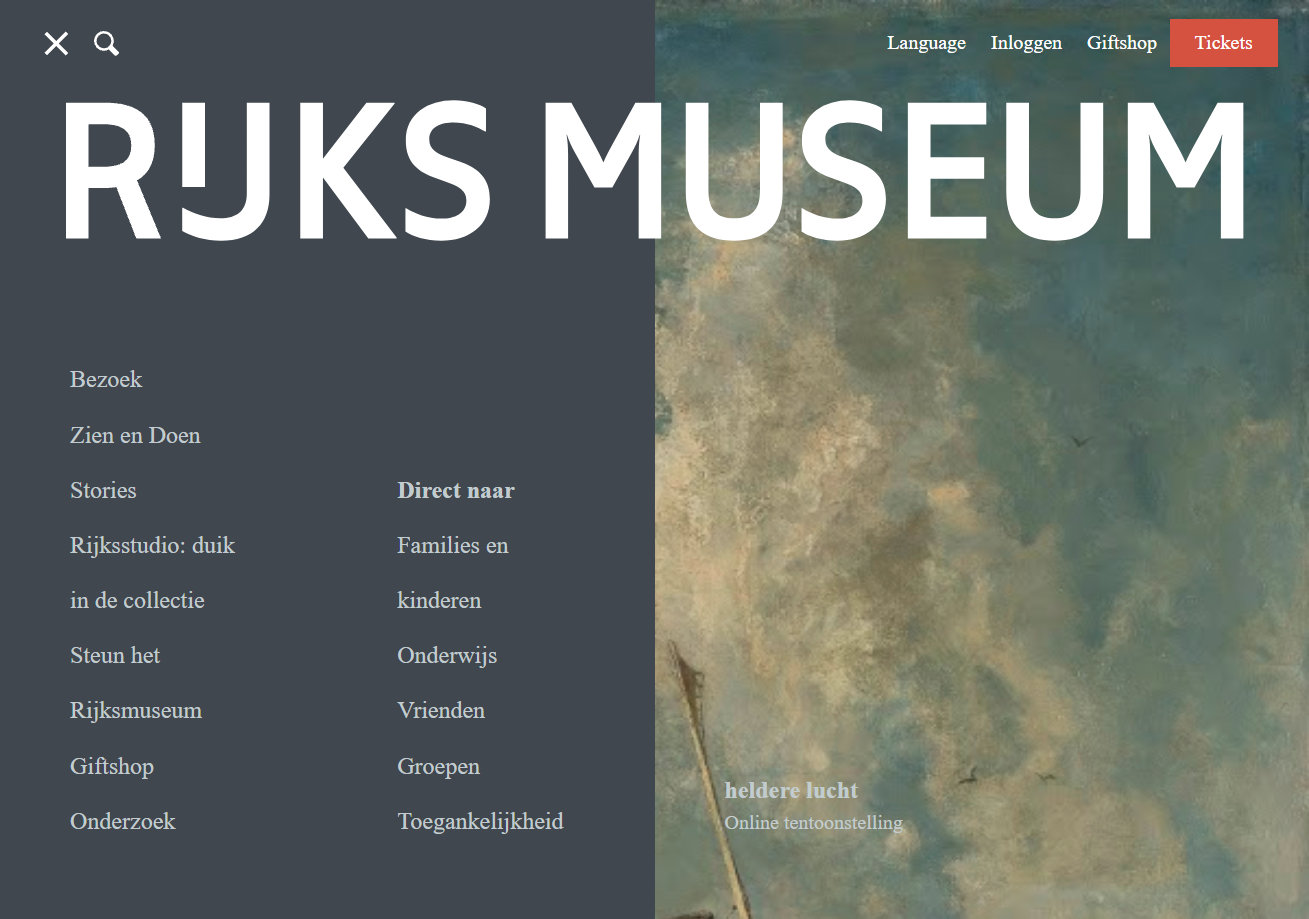 Language Inloggen Giftshop Tickets
RIJKS MUSEUM
Bezoek
Zien en Doen
Stories
Rijksstudio: duik
in de collectie
Steun het
Rijksmuseum
Giftshop
Onderzoek
Direct naar
Families en
kinderen
Onderwijs
Vrienden
Groepen
Toegankelijkheid
heldere lucht
Online tentoonstelling